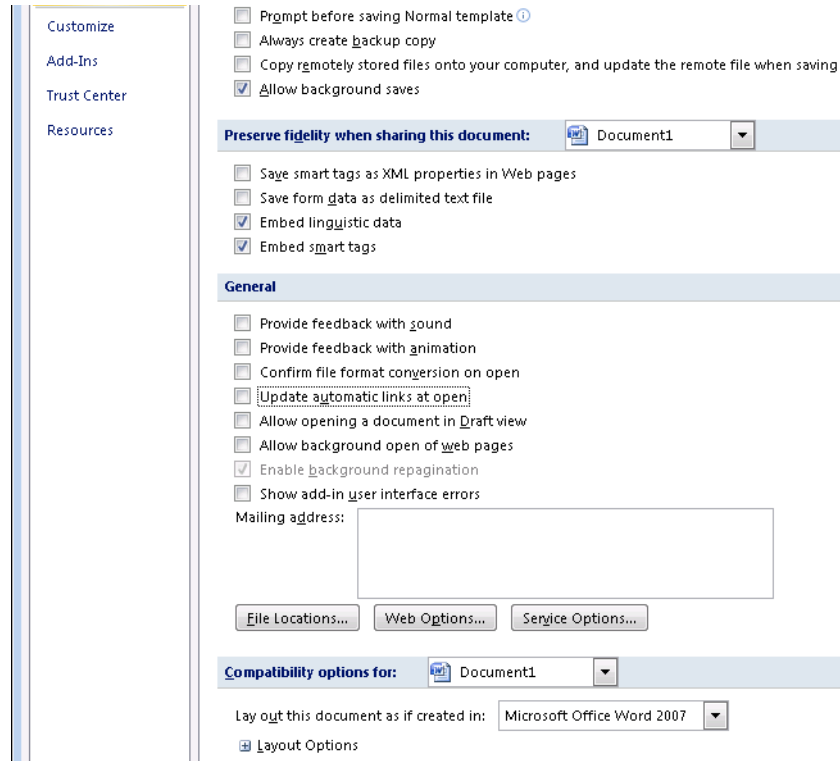 Customize
Add-Ins
Trust Center
Resources
Prompt before saving Normal template
Always create backup copy
Copy remotely stored files onto your computer, and update the remote file when saving
Allow background saves
Preserve fidelity when sharing this document: Document1
Save smart tags as XML properties in Web pages
Save form data as delimited text file
Embed linguistic data
Embed smart tags
General
Provide feedback with sound
Provide feedback with animation
Confirm file format conversion on open
Update automatic links at open
Allow opening a document in Draft view
Allow background open of web pages
Enable background repagination
Show add-in user interface errors
Mailing address:
File Locations... Web Options... Service Options...
Compatibility options for: Document1
Lay out this document as if created in: Microsoft Office Word 2007
Layout Options